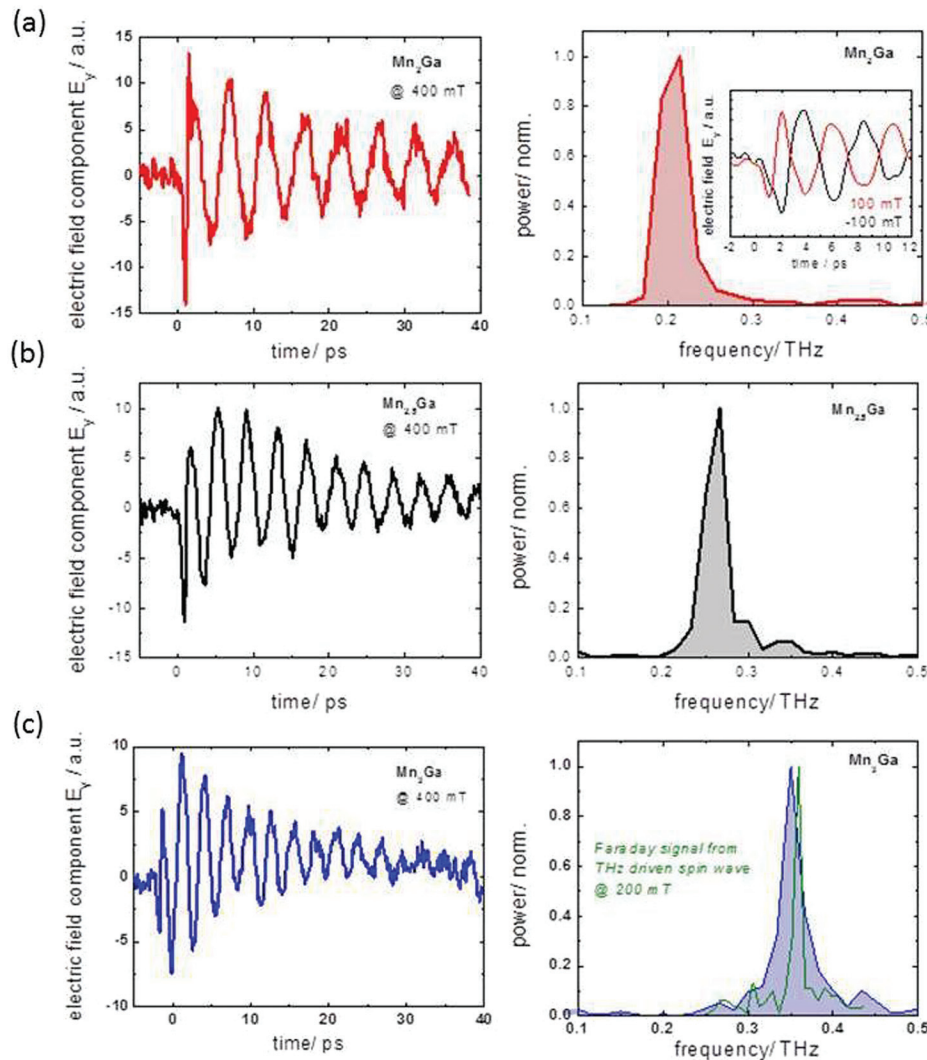 (a)
electric field component E_y / a.u.
15
10
5
0
-5
-10
-15
Mn₂Ga
@ 400 mT
0 10 20 30 40
time/ ps
power/ norm.
1.0
0.8
0.6
0.4
0.2
0.0
Mn₂Ga
electric field E_y / a.u.
100 mT
-100 mT
-2 0 2 4 6 8 10 12
time / ps
0.1 0.2 0.3 0.4 0.5
frequency/ THz
(b)
electric field component E_y / a.u.
10
5
0
-5
-10
-15
Mn₂.₅Ga
@ 400 mT
0 10 20 30 40
time/ ps
power/ norm.
1.0
0.8
0.6
0.4
0.2
0.0
Mn₂.₅Ga
0.1 0.2 0.3 0.4 0.5
frequency/ THz
(c)
electric field component E_y / a.u.
10
5
0
-5
-10
Mn₃Ga
@ 400 mT
0 10 20 30 40
time/ ps
power/ norm.
1.0
0.8
0.6
0.4
0.2
0.0
Mn₃Ga
Faraday signal from
THz driven spin wave
@ 200 mT
0.1 0.2 0.3 0.4 0.5
frequency/ THz